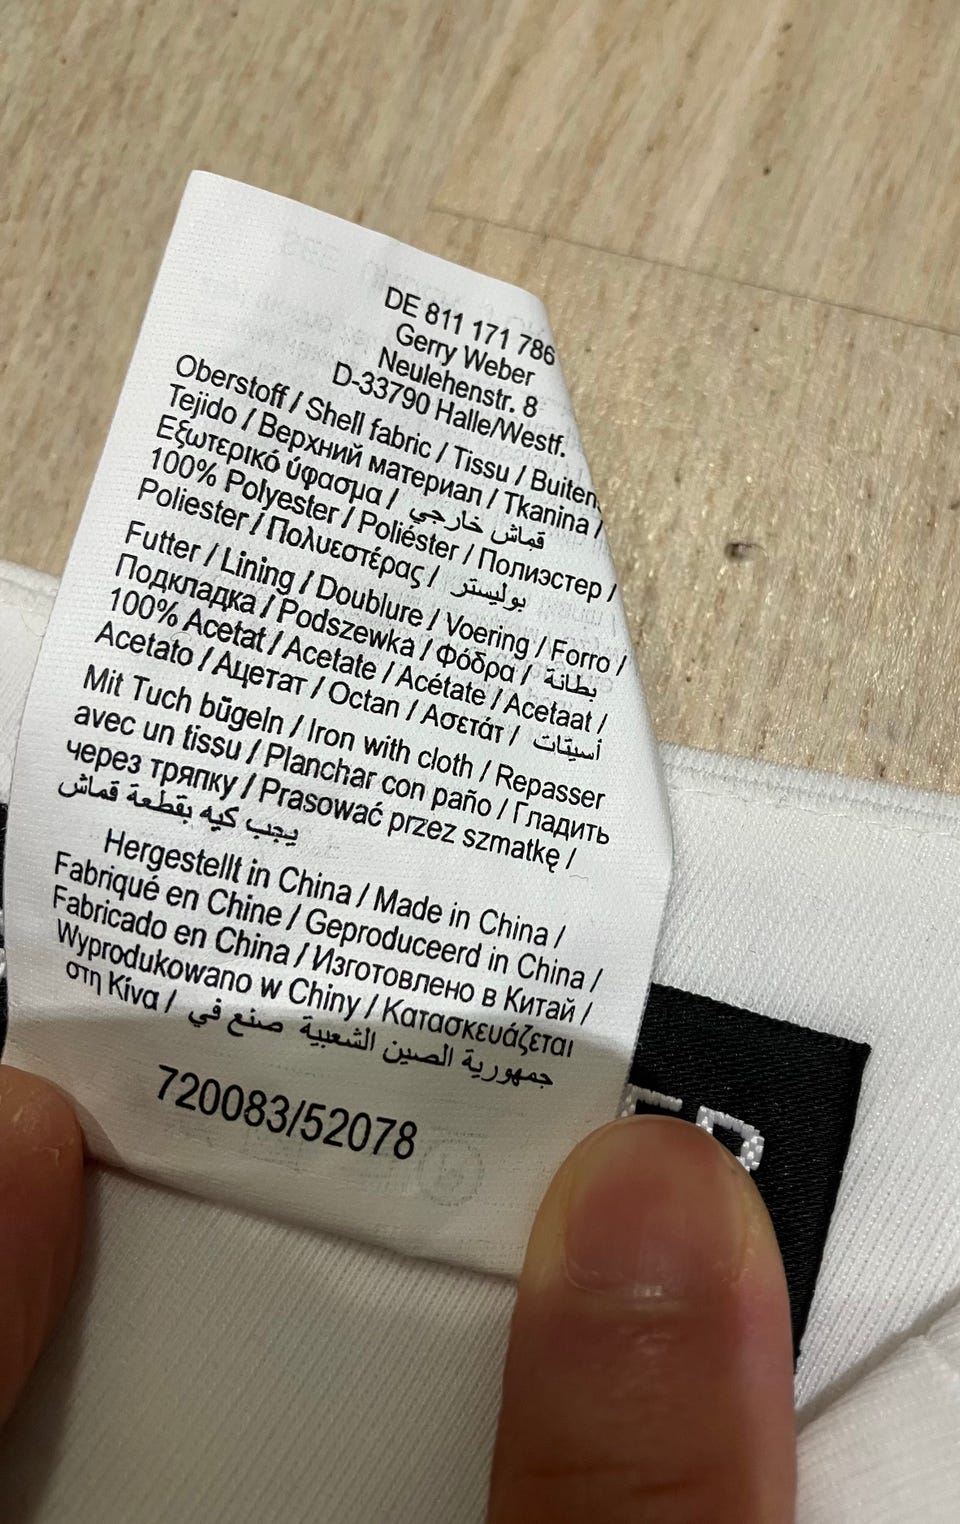 DE 811 171 786
Gerry Weber
Neulehenstr. 8
D-33790 Halle/Westf.
Oberstoff / Shell fabric / Tissu / Buiten
Tejido / Верхний материал / Tkanina /
Εξωτερικό ύφασμα / قماش خارجي
100% Polyester / Poliéster / Полиэстер /
Poliester / Πολυεστέρας / بوليستر
Futter / Lining / Doublure / Voering / Forro /
Подкладка / Podszewka / Φόδρα / بطانة
100% Acetat / Acetate / Acétate / Acetaat /
Acetato / Ацетат / Octan / Ασετάτ / أسيتات
Mit Tuch bügeln / Iron with cloth / Repasser
avec un tissu / Planchar con paño / Гладить
через тряпку / Prasować przez szmatkę /
يجب كيه بقطعة قماش
Hergestellt in China / Made in China /
Fabriqué en Chine / Geproduceerd in China /
Fabricado en China / Изготовлено в Китай /
Wyprodukowano w Chiny / Κατασκευάζεται
στη Κίνα / جمهورية الصين الشعبية صنع في
720083/52078